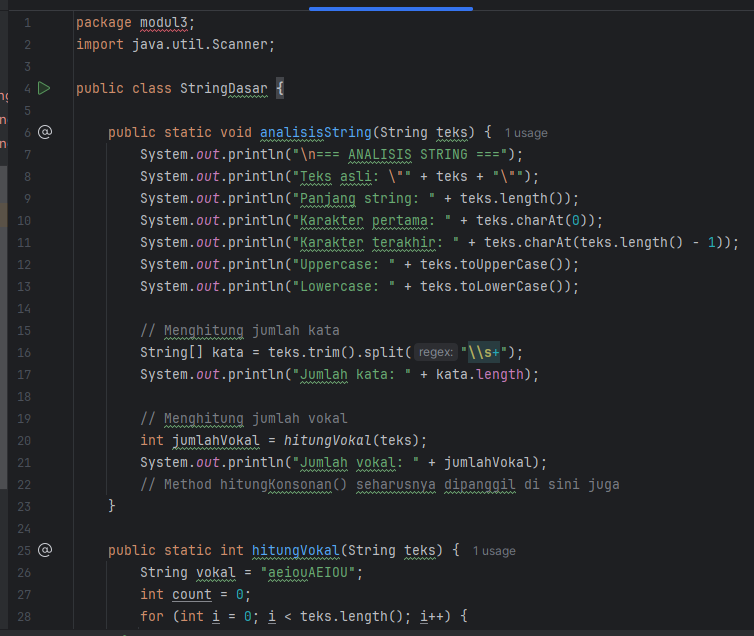 1 package modul3;
2 import java.util.Scanner;
3
4 public class StringDasar {
5
6 @ public static void analisisString(String teks) { 1 usage
7 System.out.println("\n=== ANALISIS STRING ===");
8 System.out.println("Teks asli: \"" + teks + "\"");
9 System.out.println("Panjang string: " + teks.length());
10 System.out.println("Karakter pertama: " + teks.charAt(0));
11 System.out.println("Karakter terakhir: " + teks.charAt(teks.length() - 1));
12 System.out.println("Uppercase: " + teks.toUpperCase());
13 System.out.println("Lowercase: " + teks.toLowerCase());
14
15 // Menghitung jumlah kata
16 String[] kata = teks.trim().split( regex: "\\s+");
17 System.out.println("Jumlah kata: " + kata.length);
18
19 // Menghitung jumlah vokal
20 int jumlahVokal = hitungVokal(teks);
21 System.out.println("Jumlah vokal: " + jumlahVokal);
22 // Method hitungKonsonan() seharusnya dipanggil di sini juga
23 }
24
25 @ public static int hitungVokal(String teks) { 1 usage
26 String vokal = "aeiouAEIOU";
27 int count = 0;
28 for (int i = 0; i < teks.length(); i++) {